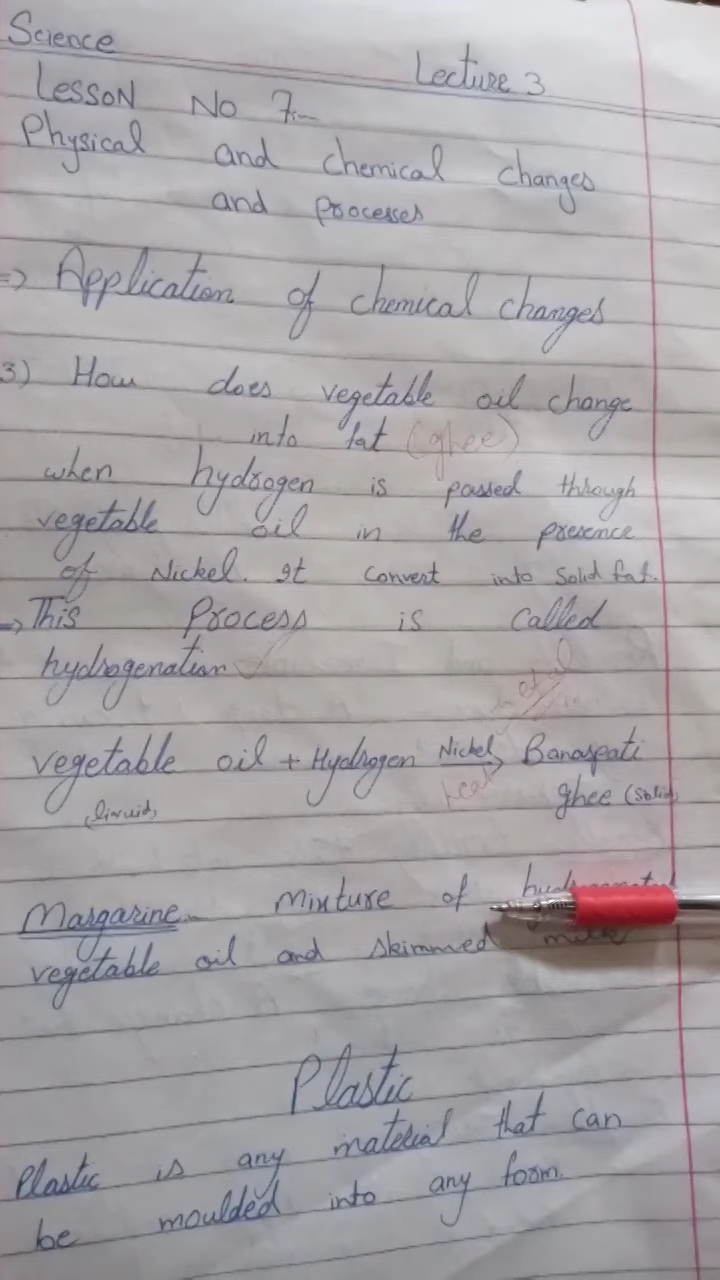 Science
Lecture 3
Lesson No 7:-
Physical and chemical changes
and processes
=> Application of chemical changes
3) How does vegetable oil change
into fat (ghee)
when hydrogen is passed through
vegetable oil in the presence
of Nickel. It convert into Solid fat.
=> This Process is called
hydrogenation
vegetable oil + Hydrogen Nickel → Banaspati
(liquid) heat ghee (Solid)
Margarine:- Mixture of
vegetable oil and skimmed milk
Plastic
Plastic is any material that can
be moulded into any form.